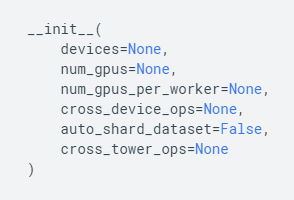 __init__(
    devices=None,
    num_gpus=None,
    num_gpus_per_worker=None,
    cross_device_ops=None,
    auto_shard_dataset=False,
    cross_tower_ops=None
)